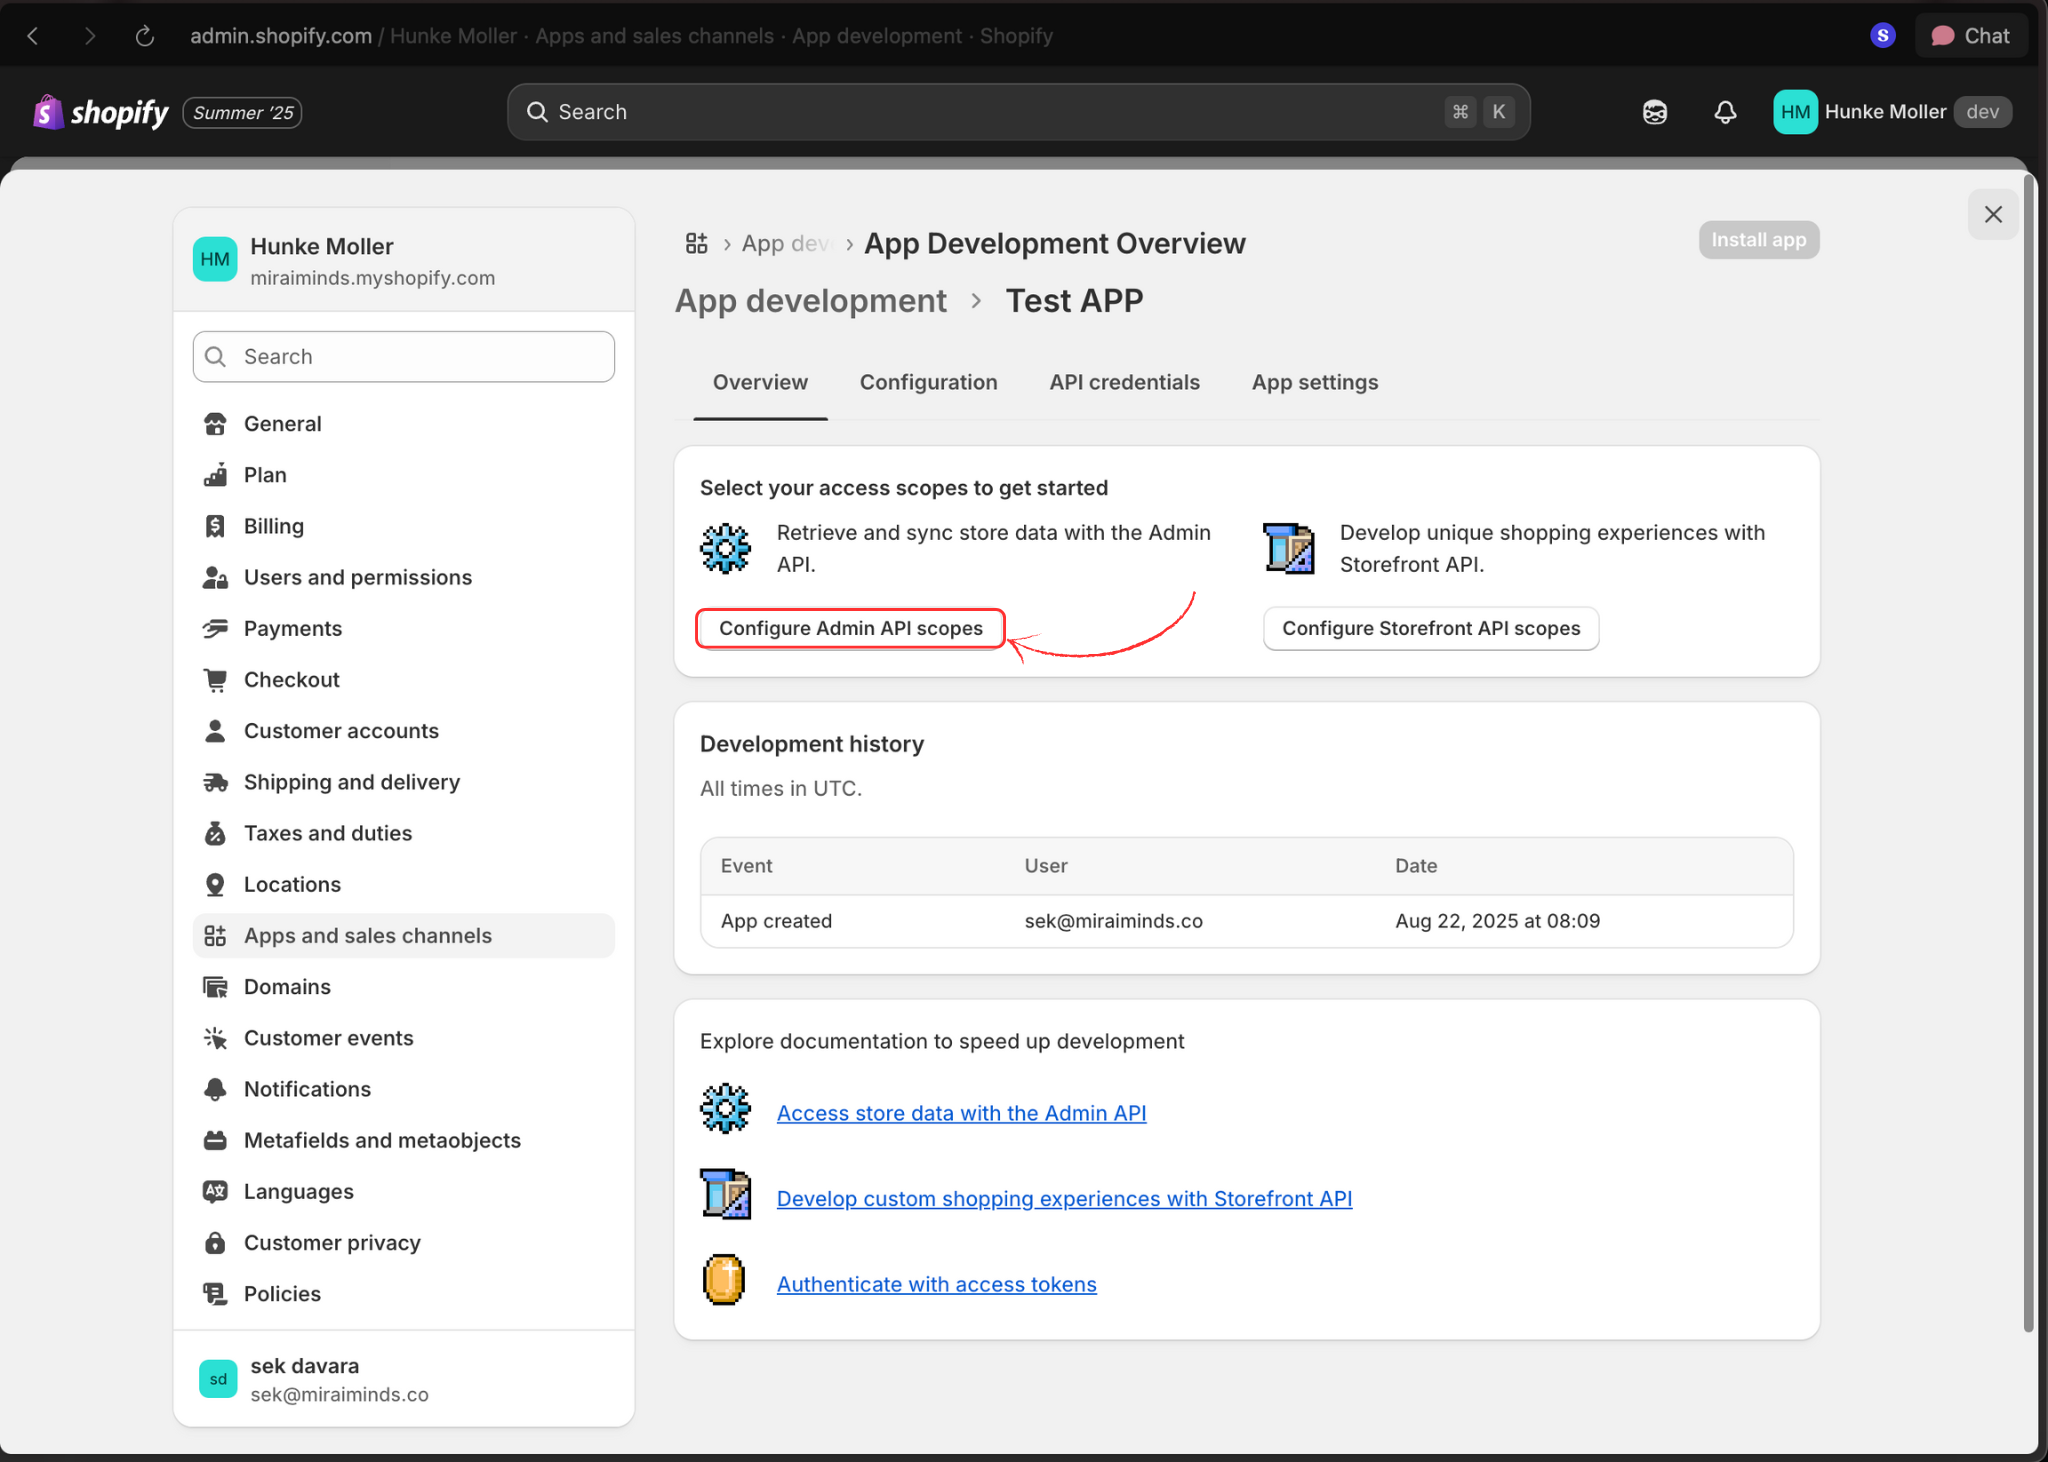 admin.shopify.com / Hunke Moller · Apps and sales channels · App development · Shopify
S
Chat
shopify
Summer '25
Search
⌘ K
HM
Hunke Moller
dev
HM
Hunke Moller
miraiminds.myshopify.com
Search
General
Plan
Billing
Users and permissions
Payments
Checkout
Customer accounts
Shipping and delivery
Taxes and duties
Locations
Apps and sales channels
Domains
Customer events
Notifications
Metafields and metaobjects
Languages
Customer privacy
Policies
sd
sek davara
sek@miraiminds.co
App dev › App Development Overview
Install app
App development › Test APP
Overview
Configuration
API credentials
App settings
Select your access scopes to get started
Retrieve and sync store data with the Admin
API.
Configure Admin API scopes
Develop unique shopping experiences with
Storefront API.
Configure Storefront API scopes
Development history
All times in UTC.
Event User Date
App created sek@miraiminds.co Aug 22, 2025 at 08:09
Explore documentation to speed up development
Access store data with the Admin API
Develop custom shopping experiences with Storefront API
Authenticate with access tokens